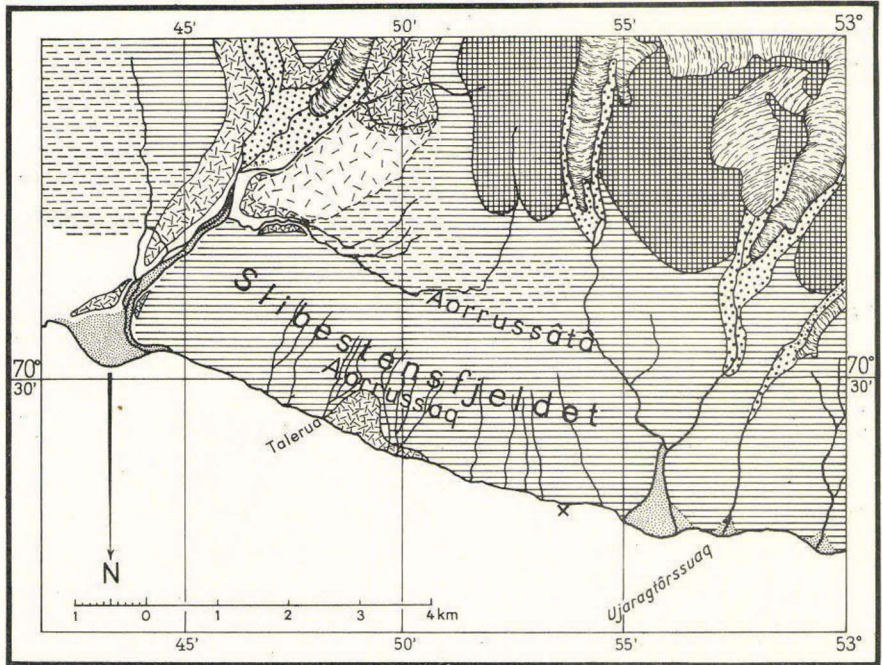 45' 50' 55' 53°
Slibestensfjeldet
Aorrussâtâ
70° 30'
70° 30'
Aorrussaq
Talerua
N
Ujaragtôrssuaq
1 0 1 2 3 4 km
45' 50' 55' 53°